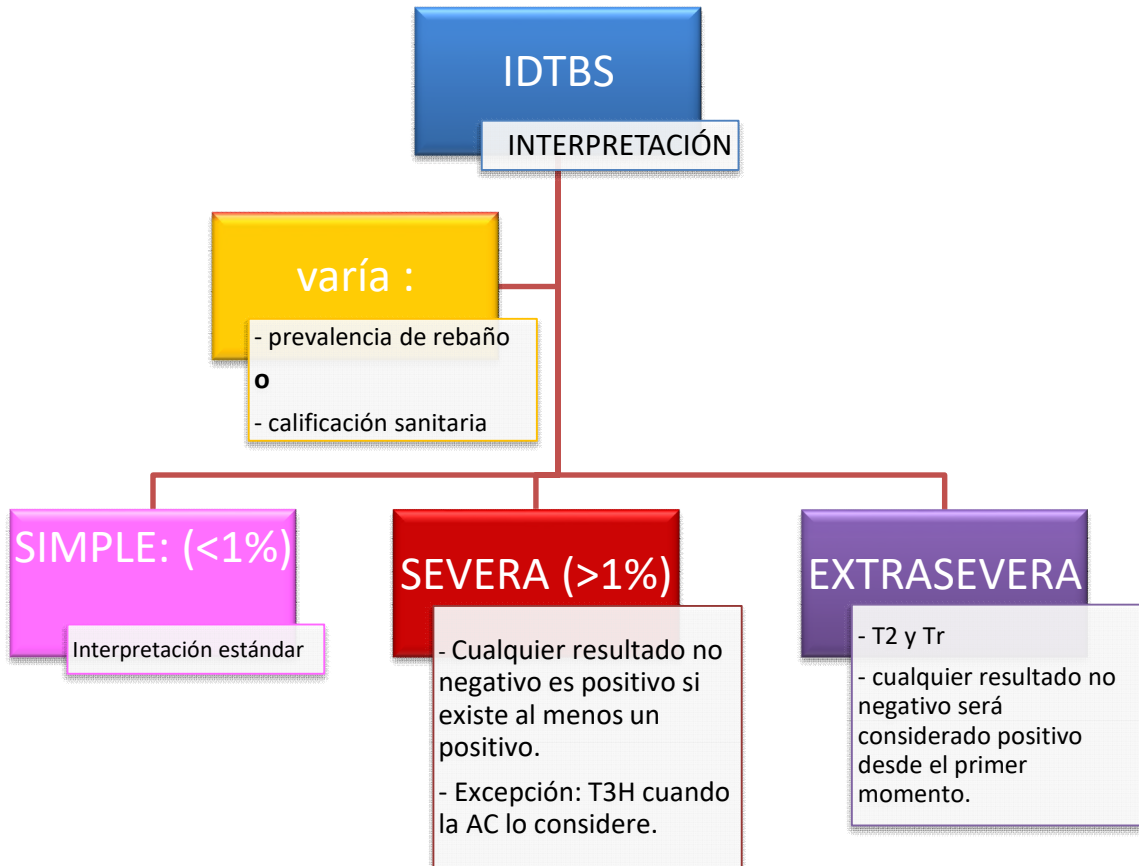 IDTBS
INTERPRETACIÓN
varía :
- prevalencia de rebaño
o
- calificación sanitaria
SIMPLE: (<1%)
Interpretación estándar
SEVERA (>1%)
- Cualquier resultado no
negativo es positivo si
existe al menos un
positivo.
- Excepción: T3H cuando
la AC lo considere.
EXTRASEVERA
- T2 y Tr
- cualquier resultado no
negativo será
considerado positivo
desde el primer
momento.